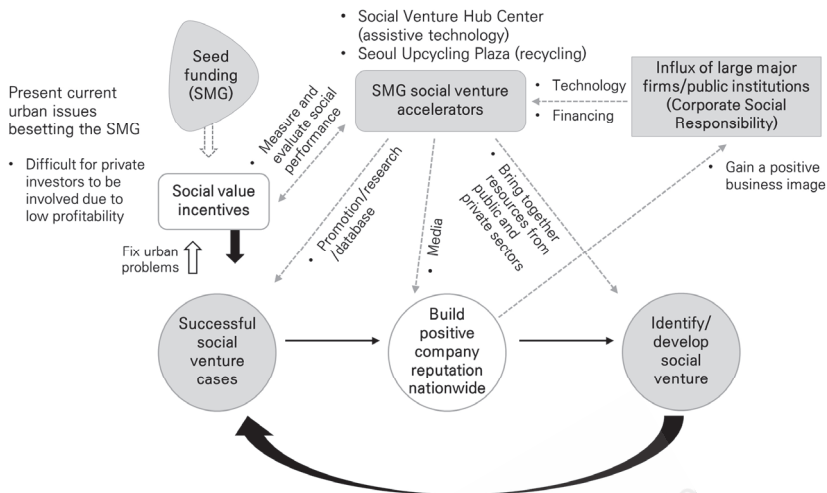 Seed
funding
(SMG)
• Social Venture Hub Center
(assistive technology)
• Seoul Upcycling Plaza (recycling)
Present current
urban issues
besetting the SMG
• Difficult for private
investors to be
involved due to
low profitability
• Measure and
evaluate social
performance
SMG social venture
accelerators
• Technology
• Financing
Influx of large major
firms/public institutions
(Corporate Social
Responsibility)
• Gain a positive
business image
Social value
incentives
Fix urban
problems
• Promotion/research
/database
• Media
• Bring together
resources from
public and
private sectors
Successful
social
venture
cases
Build
positive
company
reputation
nationwide
Identify/
develop
social
venture